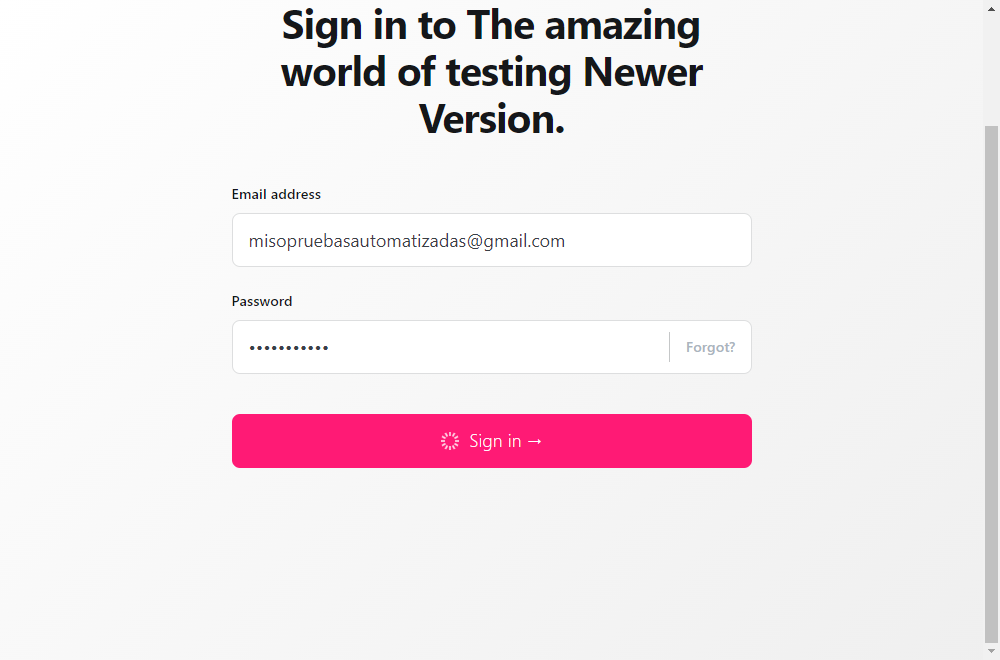 Sign in to The amazing
world of testing Newer
Version.
Email address
misopruebasautomatizadas@gmail.com
Password
•••••••••••
Forgot?
Sign in →